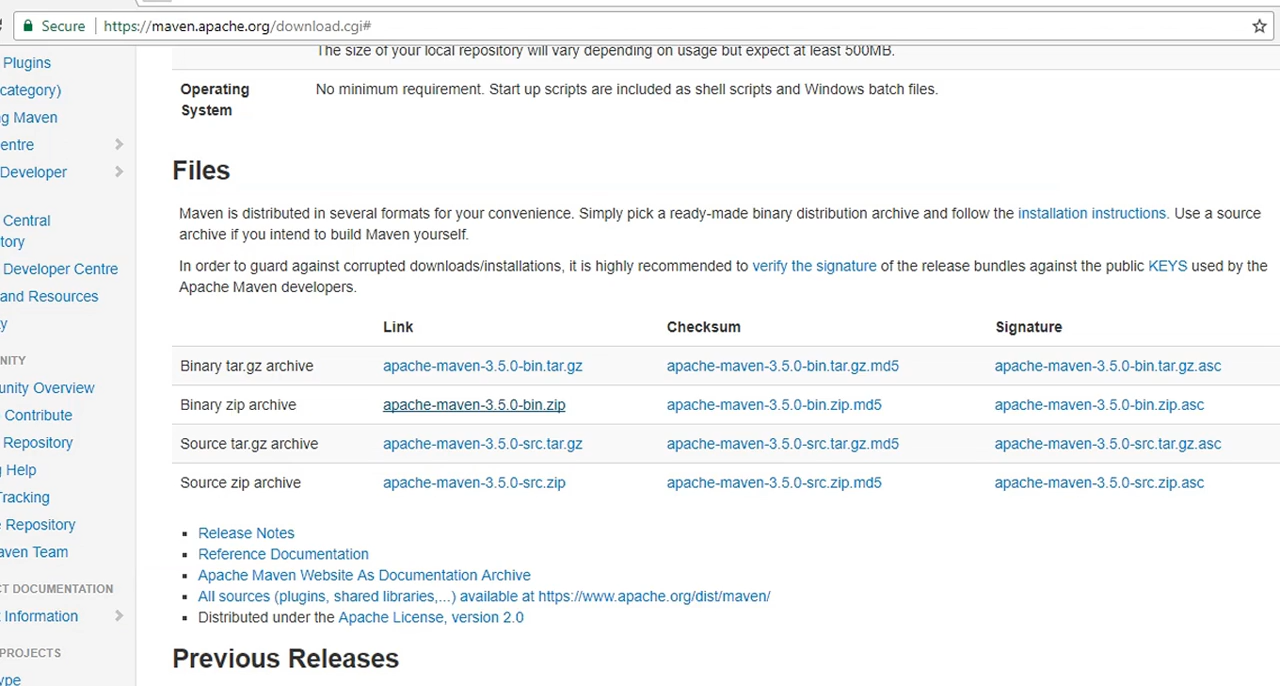 Secure https://maven.apache.org/download.cgi#
The size of your local repository will vary depending on usage but expect at least 500MB.
Operating System No minimum requirement. Start up scripts are included as shell scripts and Windows batch files.
Plugins
category)
g Maven
entre
Developer
Central
tory
Developer Centre
and Resources
y
NITY
unity Overview
Contribute
Repository
g Help
Tracking
Repository
aven Team
CT DOCUMENTATION
Information
PROJECTS
ype
Files
Maven is distributed in several formats for your convenience. Simply pick a ready-made binary distribution archive and follow the installation instructions. Use a source
archive if you intend to build Maven yourself.
In order to guard against corrupted downloads/installations, it is highly recommended to verify the signature of the release bundles against the public KEYS used by the
Apache Maven developers.
Link Checksum Signature
Binary tar.gz archive apache-maven-3.5.0-bin.tar.gz apache-maven-3.5.0-bin.tar.gz.md5 apache-maven-3.5.0-bin.tar.gz.asc
Binary zip archive apache-maven-3.5.0-bin.zip apache-maven-3.5.0-bin.zip.md5 apache-maven-3.5.0-bin.zip.asc
Source tar.gz archive apache-maven-3.5.0-src.tar.gz apache-maven-3.5.0-src.tar.gz.md5 apache-maven-3.5.0-src.tar.gz.asc
Source zip archive apache-maven-3.5.0-src.zip apache-maven-3.5.0-src.zip.md5 apache-maven-3.5.0-src.zip.asc
Release Notes
Reference Documentation
Apache Maven Website As Documentation Archive
All sources (plugins, shared libraries,...) available at https://www.apache.org/dist/maven/
Distributed under the Apache License, version 2.0
Previous Releases